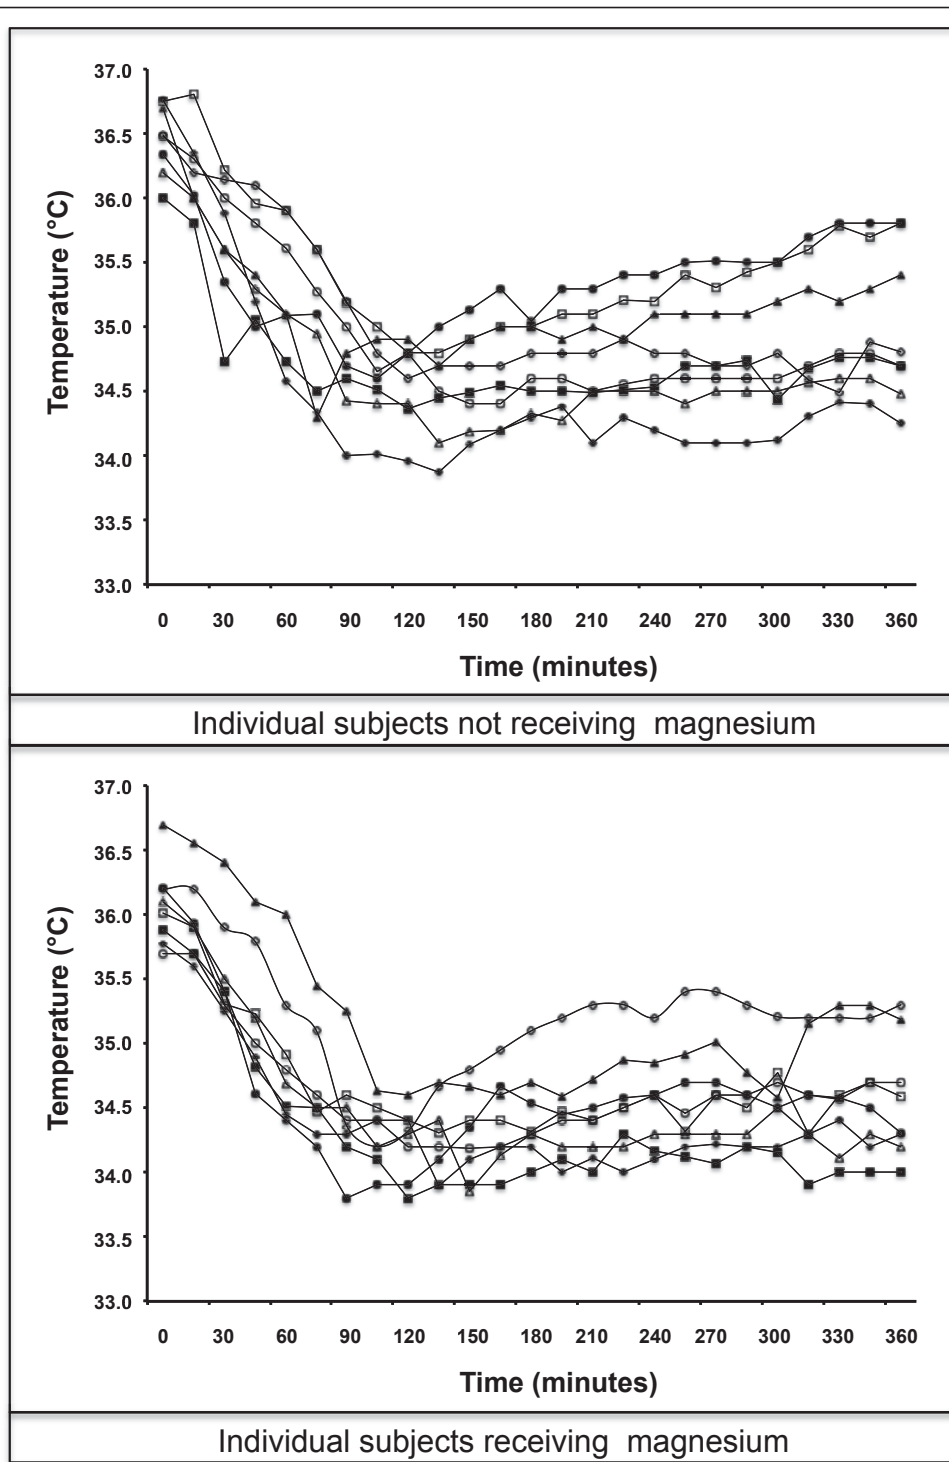 37.0
36.5
36.0
35.5
35.0
34.5
34.0
33.5
33.0
Temperature (°C)
0 30 60 90 120 150 180 210 240 270 300 330 360
Time (minutes)
Individual subjects not receiving magnesium
37.0
36.5
36.0
35.5
35.0
34.5
34.0
33.5
33.0
Temperature (°C)
0 30 60 90 120 150 180 210 240 270 300 330 360
Time (minutes)
Individual subjects receiving magnesium